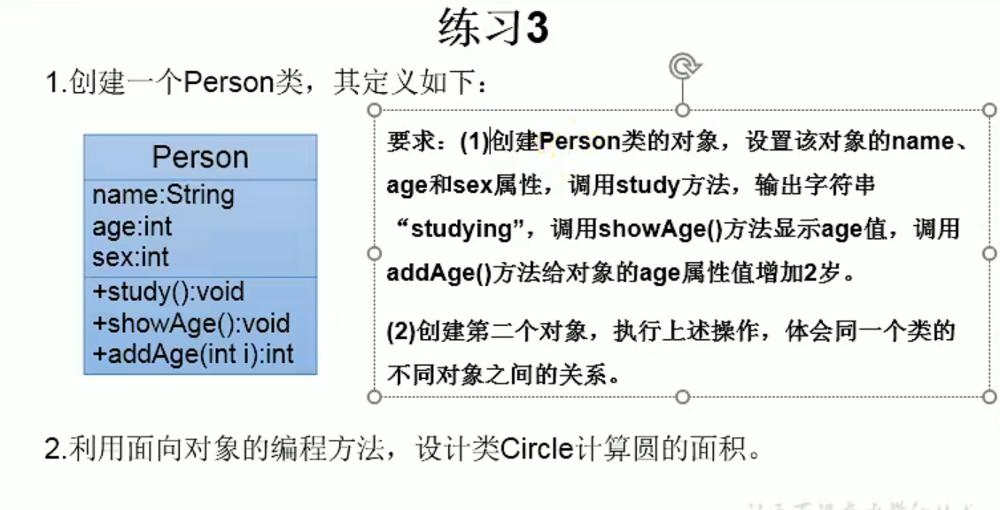 练习3
1.创建一个Person类，其定义如下：
Person
name:String
age:int
sex:int
+study():void
+showAge():void
+addAge(int i):int
要求：(1)创建Person类的对象，设置该对象的name、
age和sex属性，调用study方法，输出字符串
“studying”，调用showAge()方法显示age值，调用
addAge()方法给对象的age属性值增加2岁。
(2)创建第二个对象，执行上述操作，体会同一个类的
不同对象之间的关系。
2.利用面向对象的编程方法，设计类Circle计算圆的面积。